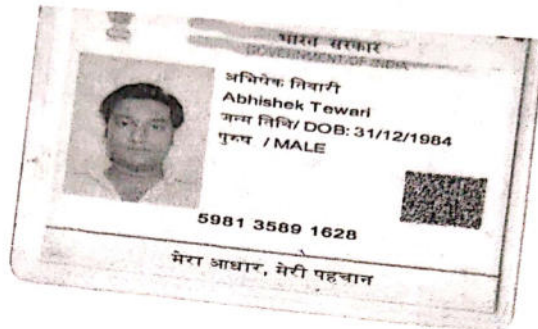 भारत सरकार
GOVERNMENT OF INDIA
अभिषेक तिवारी
Abhishek Tewari
जन्म तिथि/ DOB: 31/12/1984
पुरुष / MALE
5981 3589 1628
मेरा आधार, मेरी पहचान